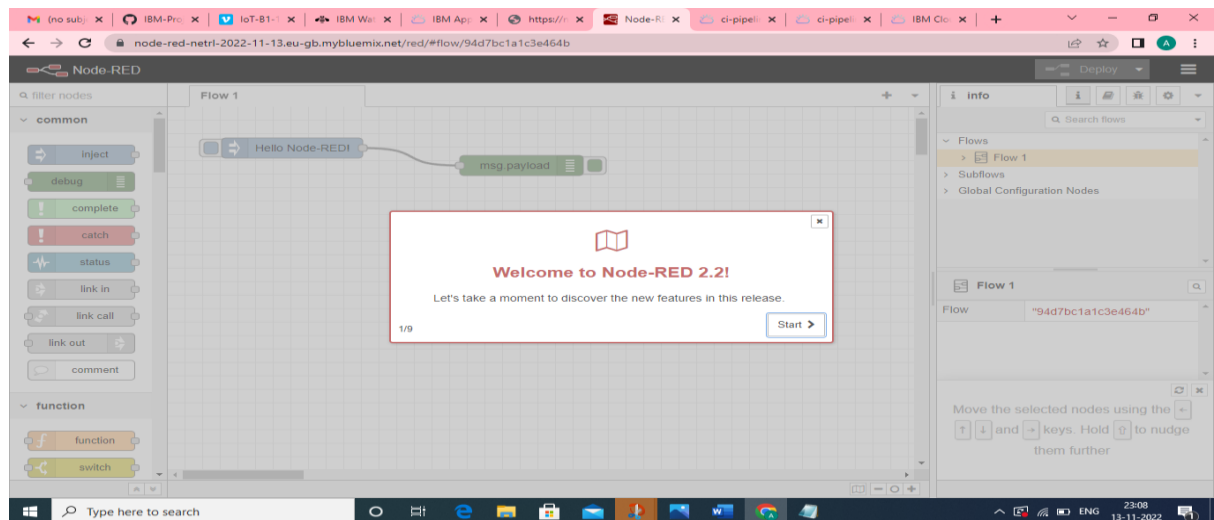 (no subj
IBM-Pro
IoT-B1-1
IBM Wat
IBM App
https://n
Node-RE
ci-pipeli
ci-pipeli
IBM Clo
node-red-netrl-2022-11-13.eu-gb.mybluemix.net/red/#flow/94d7bc1a1c3e464b
A
Node-RED
Deploy
filter nodes
Flow 1
info
i
Search flows
common
inject
debug
complete
catch
status
link in
link call
link out
comment
function
function
switch
Hello Node-RED!
msg.payload
Welcome to Node-RED 2.2!
Let's take a moment to discover the new features in this release.
1/9
Start
Flows
Flow 1
Subflows
Global Configuration Nodes
Flow 1
Flow "94d7bc1a1c3e464b"
Move the selected nodes using the ←
↑ ↓ and → keys. Hold ⇧ to nudge
them further
Type here to search
ENG
23:08
13-11-2022